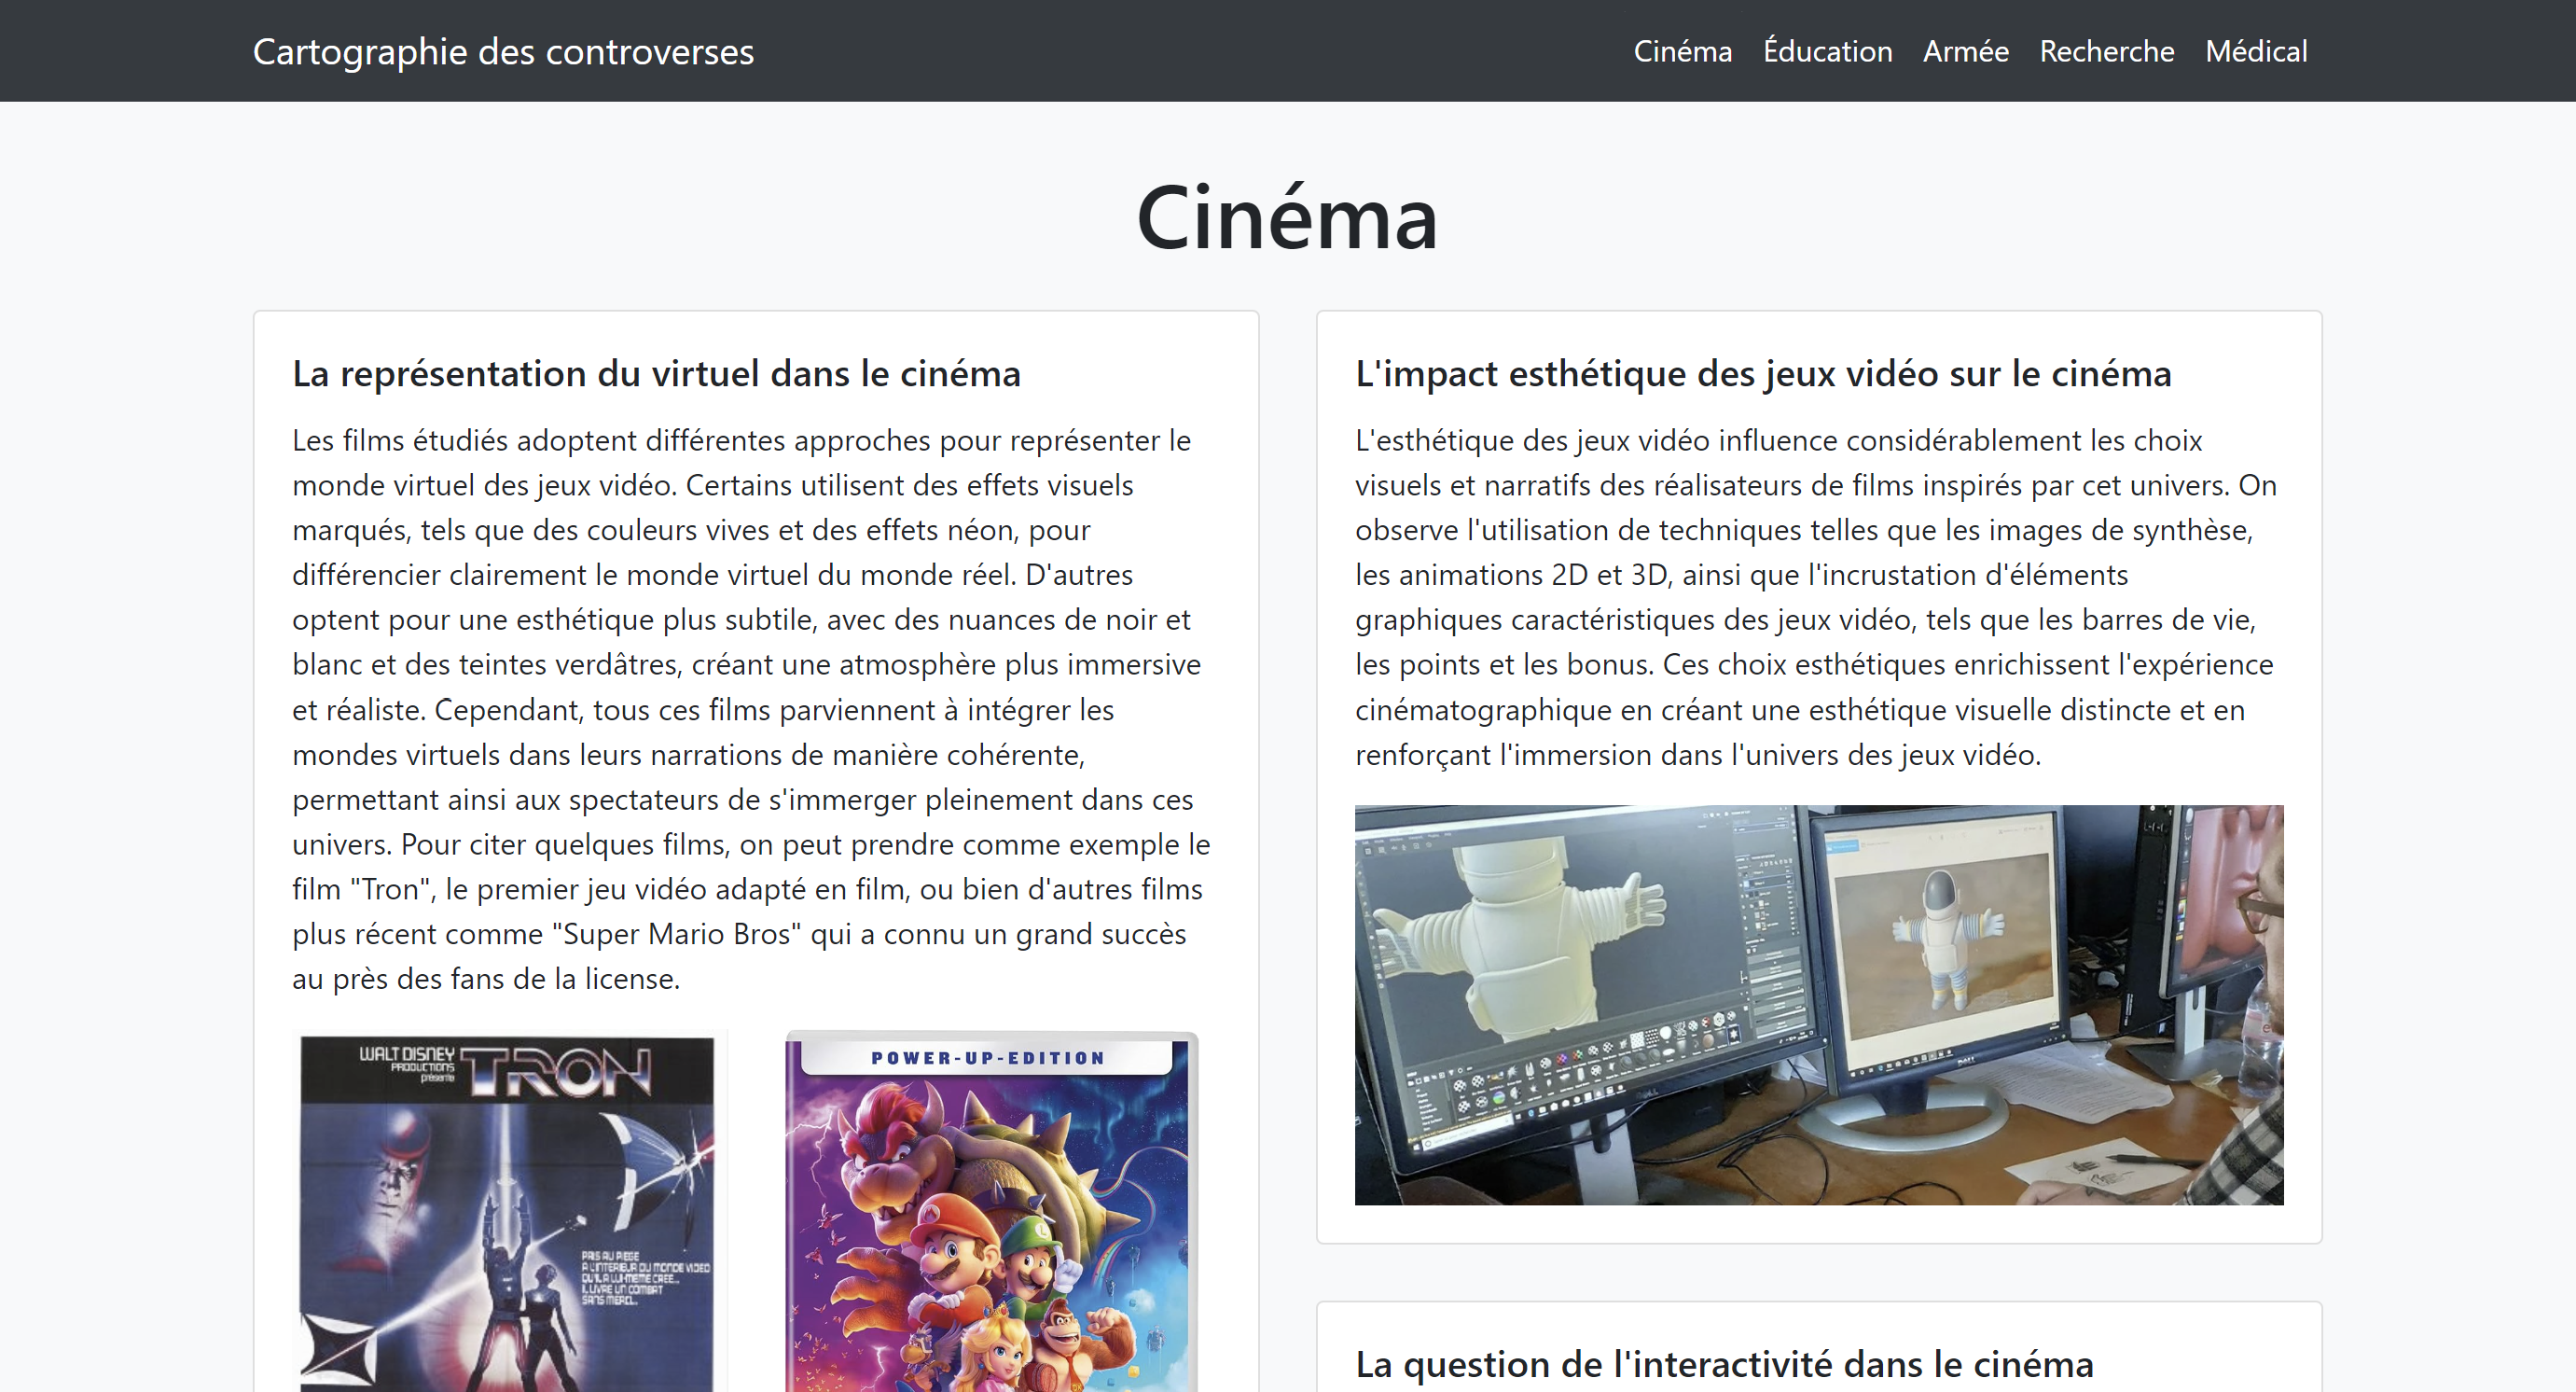 Cartographie des controverses
Cinéma Éducation Armée Recherche Médical
Cinéma
La représentation du virtuel dans le cinéma
Les films étudiés adoptent différentes approches pour représenter le
monde virtuel des jeux vidéo. Certains utilisent des effets visuels
marqués, tels que des couleurs vives et des effets néon, pour
différencier clairement le monde virtuel du monde réel. D'autres
optent pour une esthétique plus subtile, avec des nuances de noir et
blanc et des teintes verdâtres, créant une atmosphère plus immersive
et réaliste. Cependant, tous ces films parviennent à intégrer les
mondes virtuels dans leurs narrations de manière cohérente,
permettant ainsi aux spectateurs de s'immerger pleinement dans ces
univers. Pour citer quelques films, on peut prendre comme exemple le
film "Tron", le premier jeu vidéo adapté en film, ou bien d'autres films
plus récent comme "Super Mario Bros" qui a connu un grand succès
au près des fans de la license.
WALT DISNEY
PRODUCTIONS
présente
TRON
PRIS AU PIEGE
A L'INTERIEUR DU MONDE VIDEO
QU'IL A LUI-MEME CREE...
IL LIVRE UN COMBAT
SANS MERCI...
POWER-UP-EDITION
L'impact esthétique des jeux vidéo sur le cinéma
L'esthétique des jeux vidéo influence considérablement les choix
visuels et narratifs des réalisateurs de films inspirés par cet univers. On
observe l'utilisation de techniques telles que les images de synthèse,
les animations 2D et 3D, ainsi que l'incrustation d'éléments
graphiques caractéristiques des jeux vidéo, tels que les barres de vie,
les points et les bonus. Ces choix esthétiques enrichissent l'expérience
cinématographique en créant une esthétique visuelle distincte et en
renforçant l'immersion dans l'univers des jeux vidéo.
DELL
La question de l'interactivité dans le cinéma